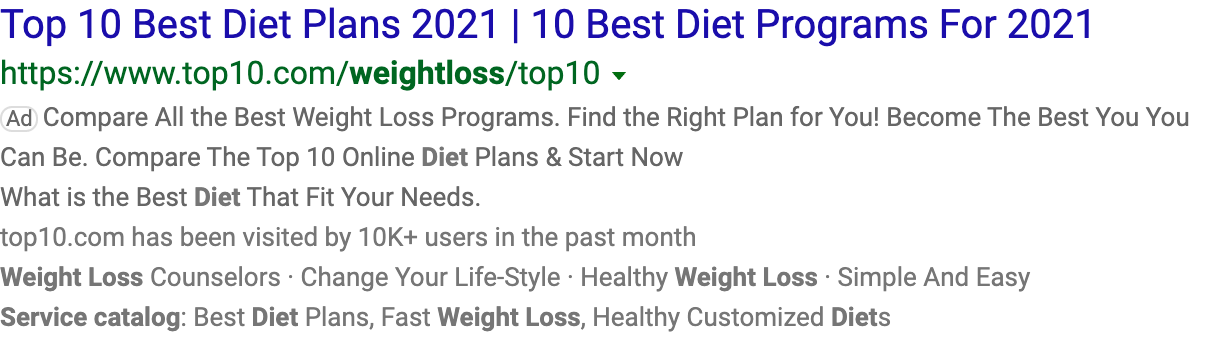 Top 10 Best Diet Plans 2021 | 10 Best Diet Programs For 2021
https://www.top10.com/weightloss/top10
Ad Compare All the Best Weight Loss Programs. Find the Right Plan for You! Become The Best You You
Can Be. Compare The Top 10 Online Diet Plans & Start Now
What is the Best Diet That Fit Your Needs.
top10.com has been visited by 10K+ users in the past month
Weight Loss Counselors · Change Your Life-Style · Healthy Weight Loss · Simple And Easy
Service catalog: Best Diet Plans, Fast Weight Loss, Healthy Customized Diets